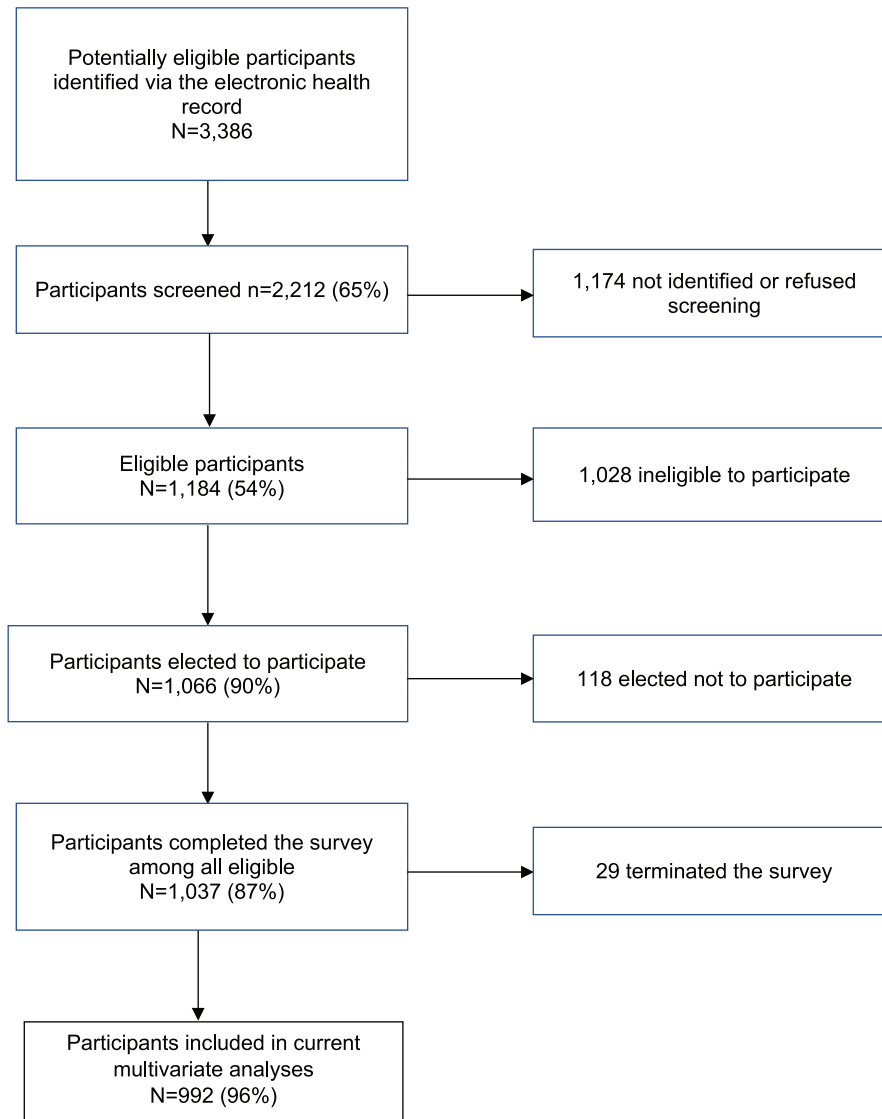 Potentially eligible participants
identified via the electronic health
record
N=3,386
Participants screened n=2,212 (65%)
1,174 not identified or refused
screening
Eligible participants
N=1,184 (54%)
1,028 ineligible to participate
Participants elected to participate
N=1,066 (90%)
118 elected not to participate
Participants completed the survey
among all eligible
N=1,037 (87%)
29 terminated the survey
Participants included in current
multivariate analyses
N=992 (96%)